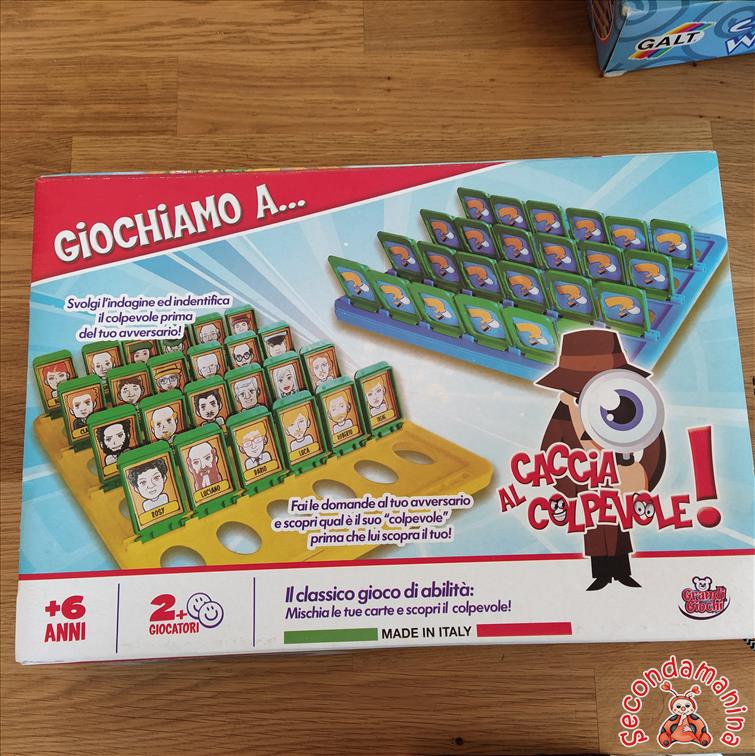 GALT
GiOCHiAMO A...
Svolgi l'indagine ed indentifica
il colpevole prima
del tuo avversario!
ROSY
LUCIANO
DARIO
LUCA
ROBERTO
IRENE
Fai le domande al tuo avversario
e scopri qual è il suo "colpevole"
prima che lui scopra il tuo!
CACCIA
AL COLPEVOLE!
+6
ANNI
2+
GIOCATORI
Il classico gioco di abilità:
Mischia le tue carte e scopri il colpevole!
MADE IN ITALY
Grandi
Giochi
Secondamanina